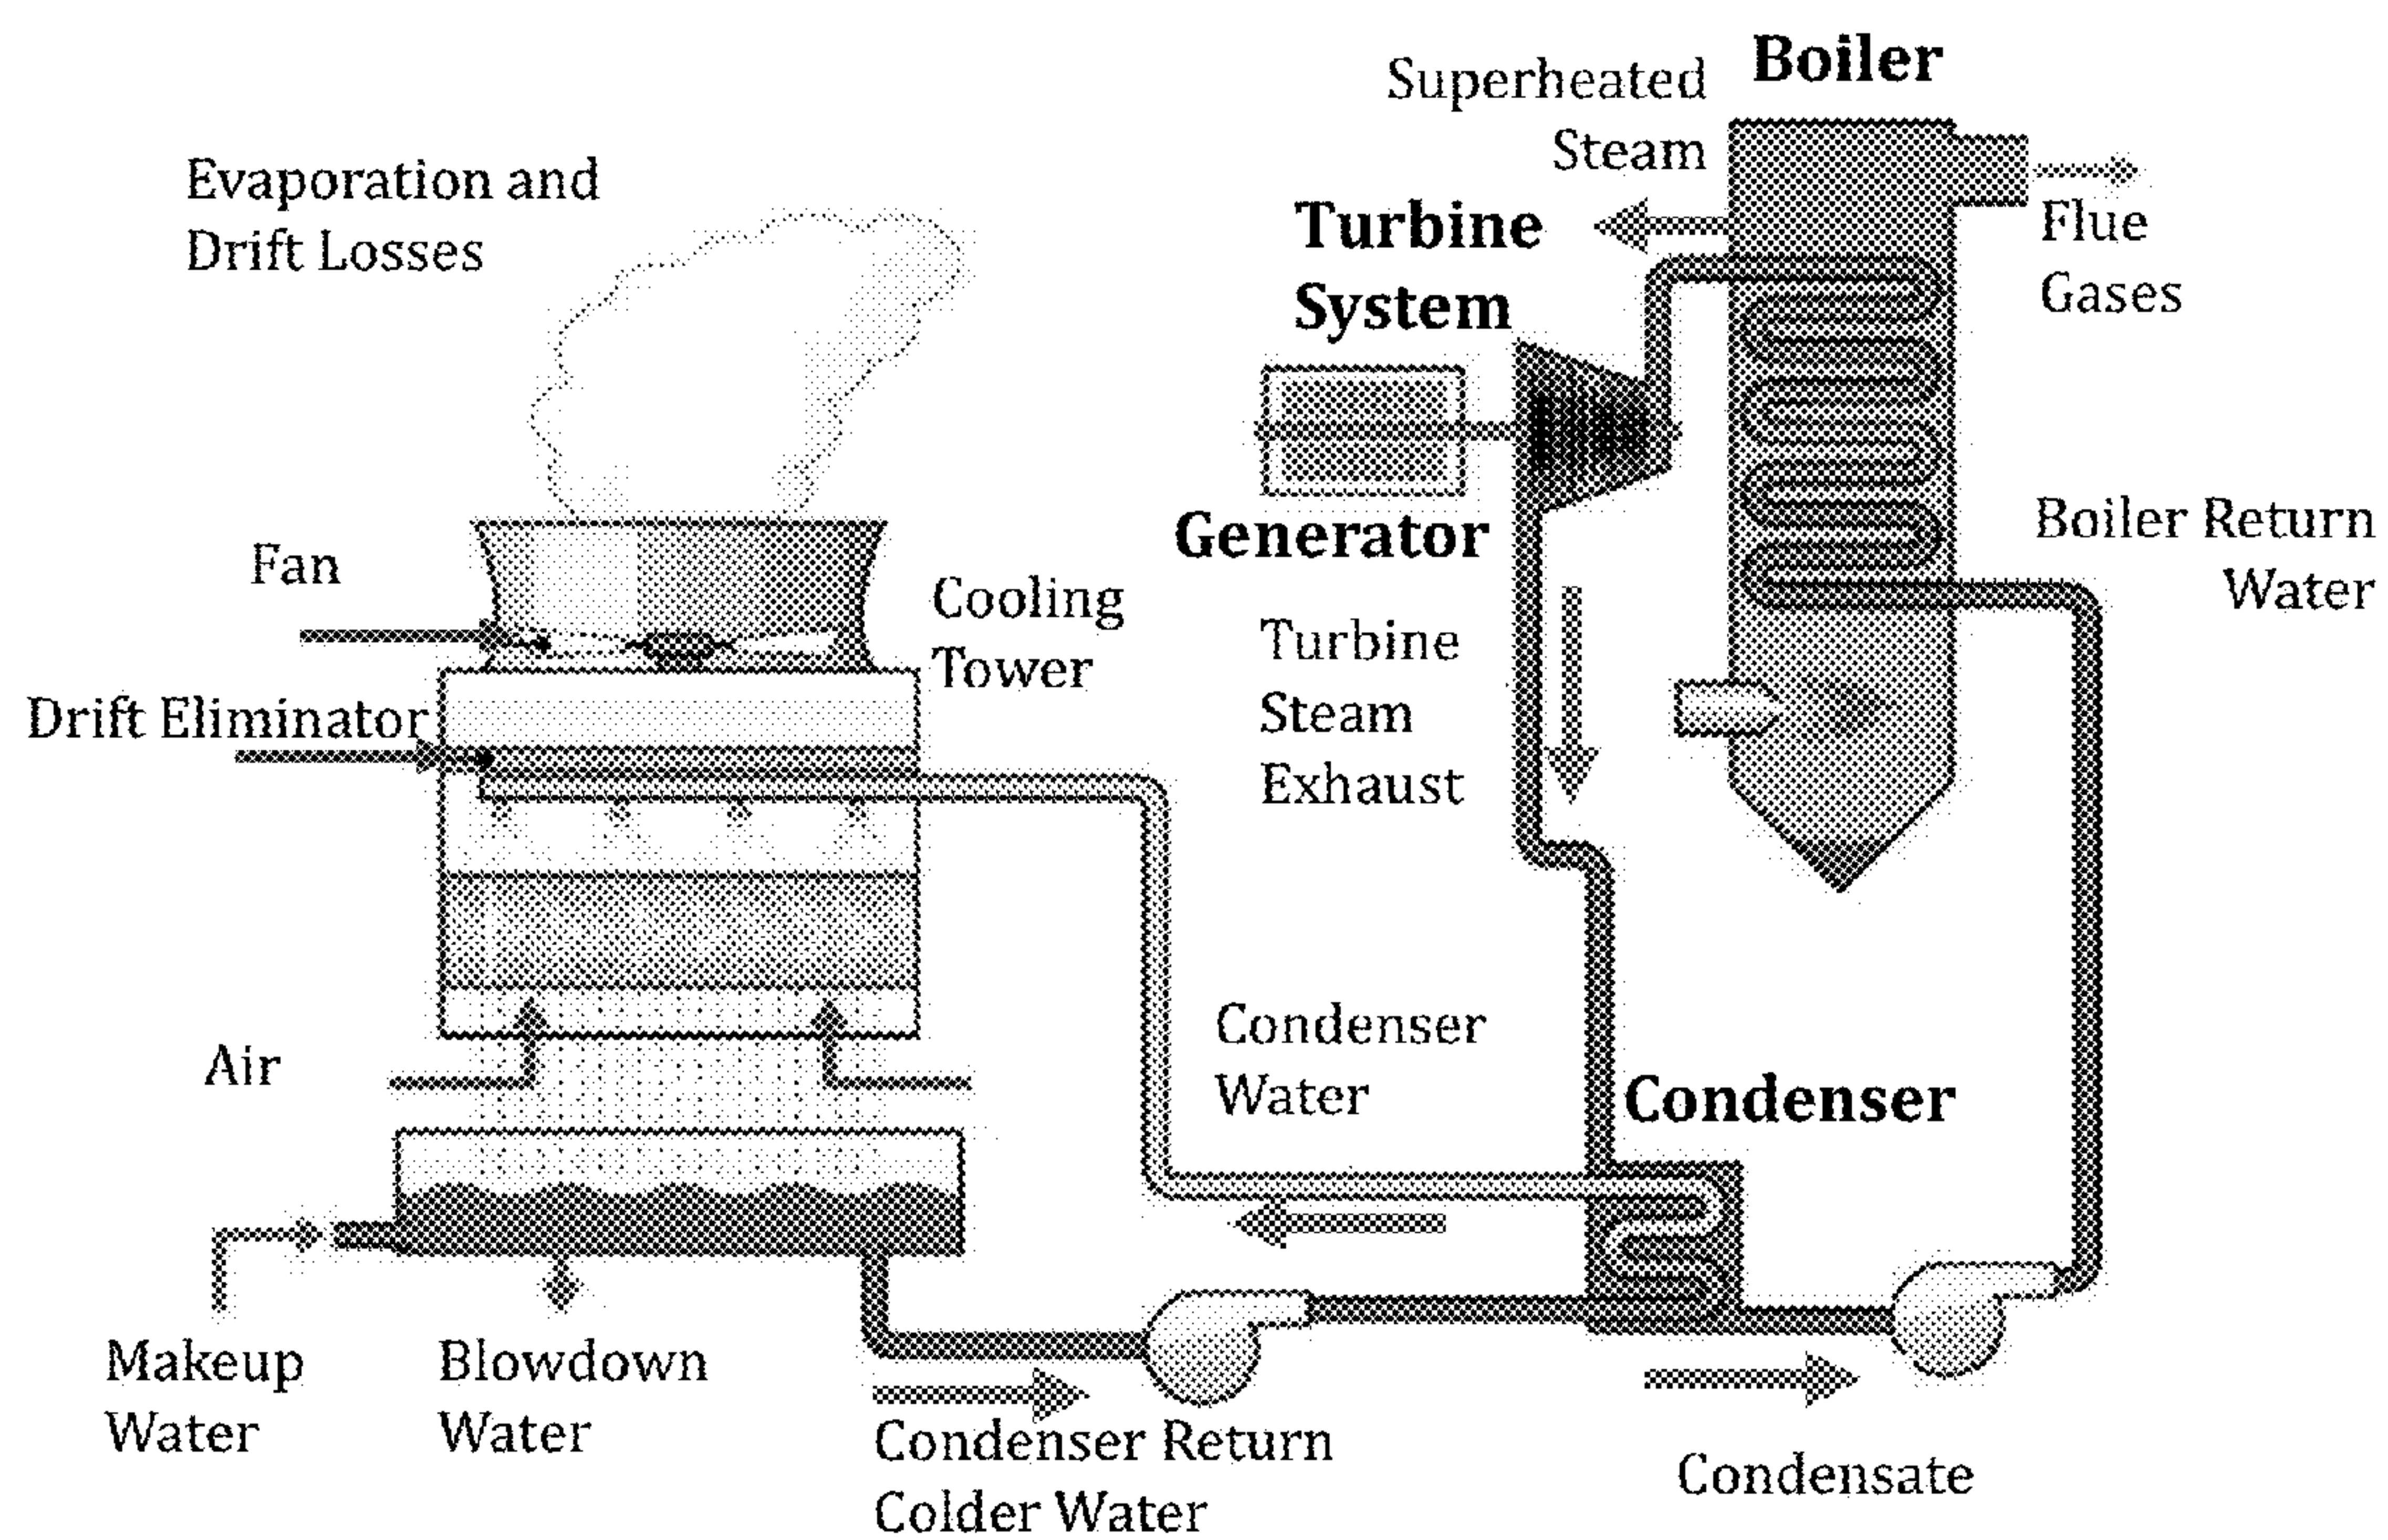 Boiler
Superheated
Steam
Evaporation and
Drift Losses
Turbine
System
Flue
Gases
Generator
Boiler Return
Water
Fan
Cooling
Tower
Turbine
Steam
Exhaust
Drift Eliminator
Condenser
Water
Air
Condenser
Makeup
Water
Blowdown
Water
Condenser Return
Colder Water
Condensate